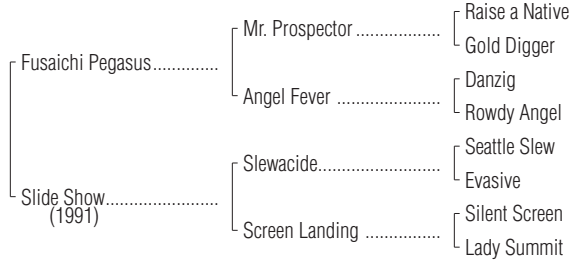 Raise a Native
Mr. Prospector ..................
Gold Digger
Fusaichi Pegasus..............
Danzig
Angel Fever ......................
Rowdy Angel
Seattle Slew
Slewacide..........................
Evasive
Slide Show........................
(1991)
Silent Screen
Screen Landing ................
Lady Summit